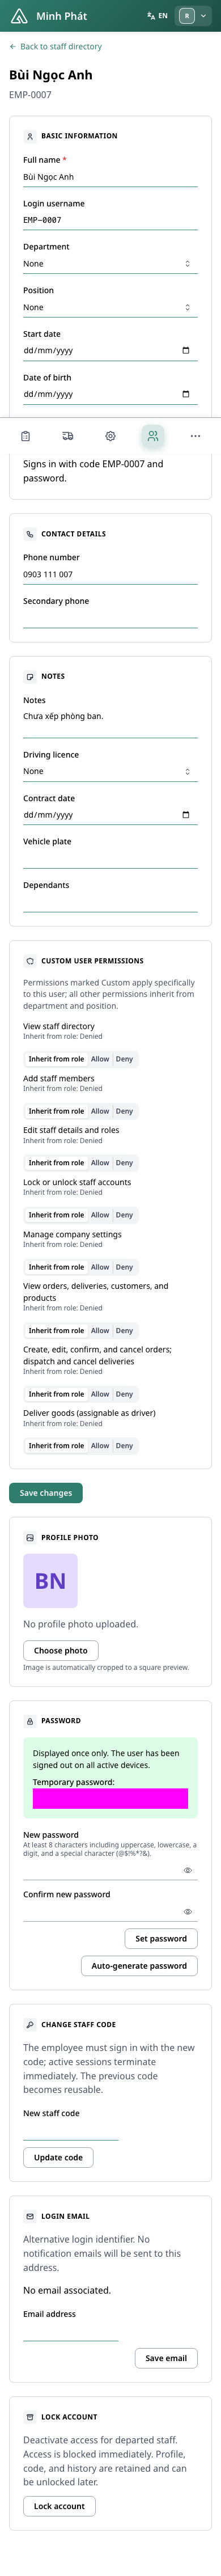 Minh Phát
EN
R
Back to staff directory
Bùi Ngọc Anh
EMP-0007
BASIC INFORMATION
Full name *
Bùi Ngọc Anh
Login username
EMP-0007
Department
None
Position
None
Start date
dd/mm/yyyy
Date of birth
dd/mm/yyyy
Signs in with code EMP-0007 and
password.
CONTACT DETAILS
Phone number
0903 111 007
Secondary phone
NOTES
Notes
Chưa xếp phòng ban.
Driving licence
None
Contract date
dd/mm/yyyy
Vehicle plate
Dependants
CUSTOM USER PERMISSIONS
Permissions marked Custom apply specifically
to this user; all other permissions inherit from
department and position.
View staff directory
Inherit from role: Denied
Inherit from role Allow Deny
Add staff members
Inherit from role: Denied
Inherit from role Allow Deny
Edit staff details and roles
Inherit from role: Denied
Inherit from role Allow Deny
Lock or unlock staff accounts
Inherit from role: Denied
Inherit from role Allow Deny
Manage company settings
Inherit from role: Denied
Inherit from role Allow Deny
View orders, deliveries, customers, and
products
Inherit from role: Denied
Inherit from role Allow Deny
Create, edit, confirm, and cancel orders;
dispatch and cancel deliveries
Inherit from role: Denied
Inherit from role Allow Deny
Deliver goods (assignable as driver)
Inherit from role: Denied
Inherit from role Allow Deny
Save changes
PROFILE PHOTO
BN
No profile photo uploaded.
Choose photo
Image is automatically cropped to a square preview.
PASSWORD
Displayed once only. The user has been
signed out on all active devices.
Temporary password:
New password
At least 8 characters including uppercase, lowercase, a
digit, and a special character (@$!%*?&).
Confirm new password
Set password
Auto-generate password
CHANGE STAFF CODE
The employee must sign in with the new
code; active sessions terminate
immediately. The previous code
becomes reusable.
New staff code
Update code
LOGIN EMAIL
Alternative login identifier. No
notification emails will be sent to this
address.
No email associated.
Email address
Save email
LOCK ACCOUNT
Deactivate access for departed staff.
Access is blocked immediately. Profile,
code, and history are retained and can
be unlocked later.
Lock account